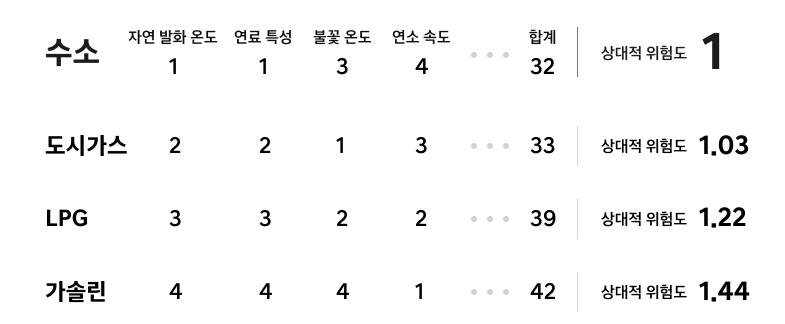 수소 자연 발화 온도 연료 특성 불꽃 온도 연소 속도 합계 상대적 위험도 1
1 1 3 4 32
도시가스 2 2 1 3 33 상대적 위험도 1.03
LPG 3 3 2 2 39 상대적 위험도 1.22
가솔린 4 4 4 1 42 상대적 위험도 1.44